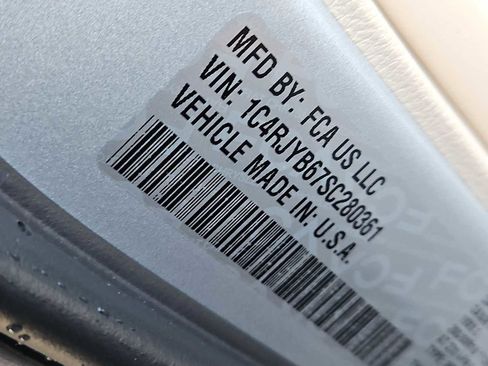 MFD BY: FCA US LLC
VIN: 1C4RJYB67SC280361
VEHICLE MADE IN: U.S.A.